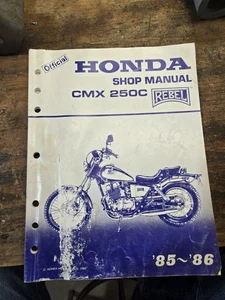 Official
HONDA
SHOP MANUAL
CMX 250C REBEL
'85~'86